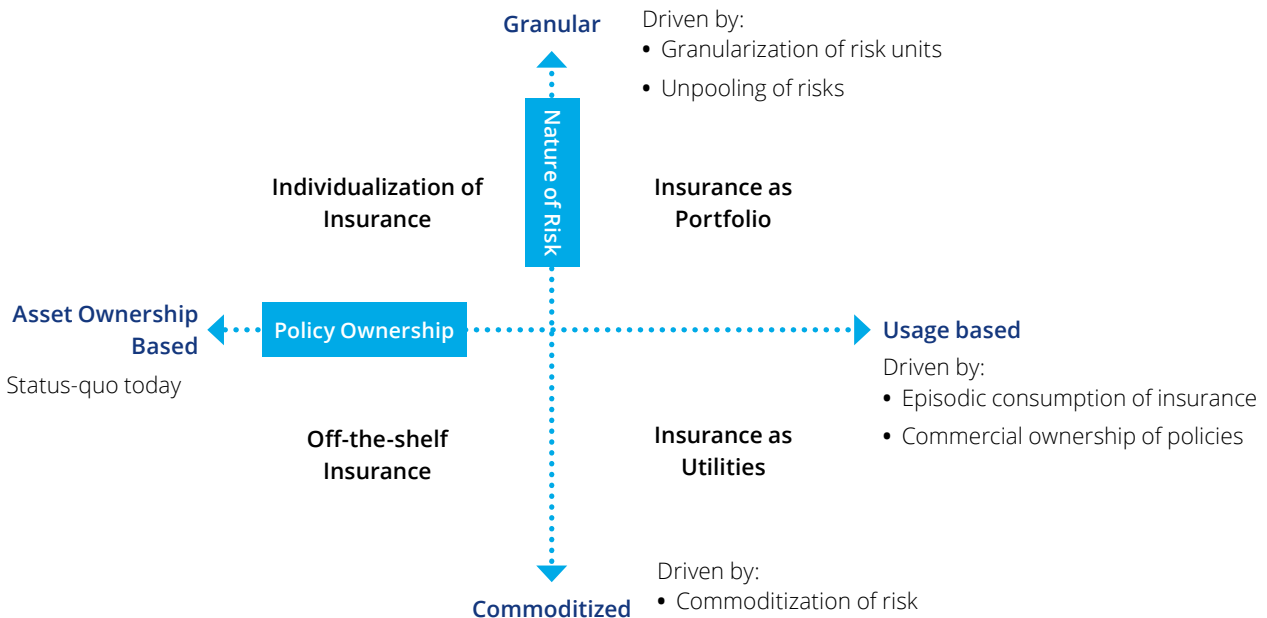 Granular
Driven by:
• Granularization of risk units
• Unpooling of risks
Nature of Risk
Individualization of
Insurance
Insurance as
Portfolio
Asset Ownership
Based
Status-quo today
Policy Ownership
Usage based
Driven by:
• Episodic consumption of insurance
• Commercial ownership of policies
Off-the-shelf
Insurance
Insurance as
Utilities
Commoditized
Driven by:
• Commoditization of risk